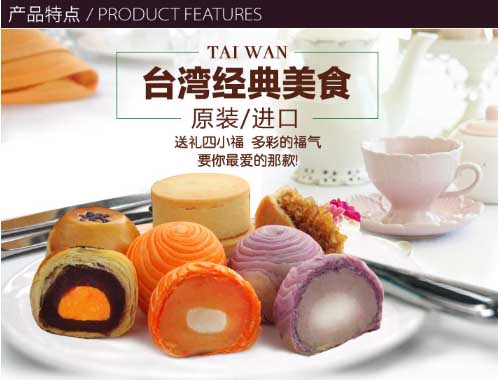 产品特点 / PRODUCT FEATURES
TAI WAN
台湾经典美食
原装/进口
送礼四小福 多彩的福气
要你最爱的那款!